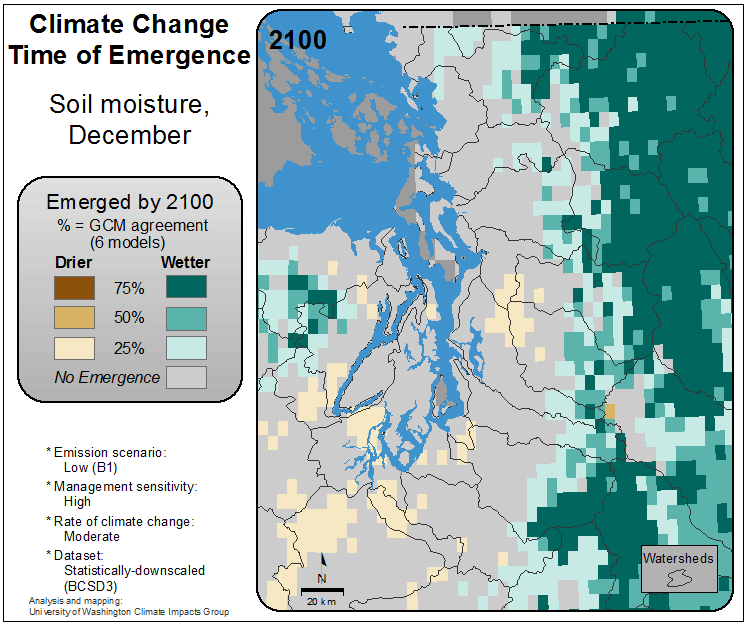 Climate Change
Time of Emergence
Soil moisture,
December
Emerged by 2100
% = GCM agreement
(6 models)
Drier Wetter
75%
50%
25%
No Emergence
* Emission scenario:
Low (B1)
* Management sensitivity:
High
* Rate of climate change:
Moderate
* Dataset:
Statistically-downscaled
(BCSD3)
Analysis and mapping:
University of Washington Climate Impacts Group
2100
N
20 km
Watersheds